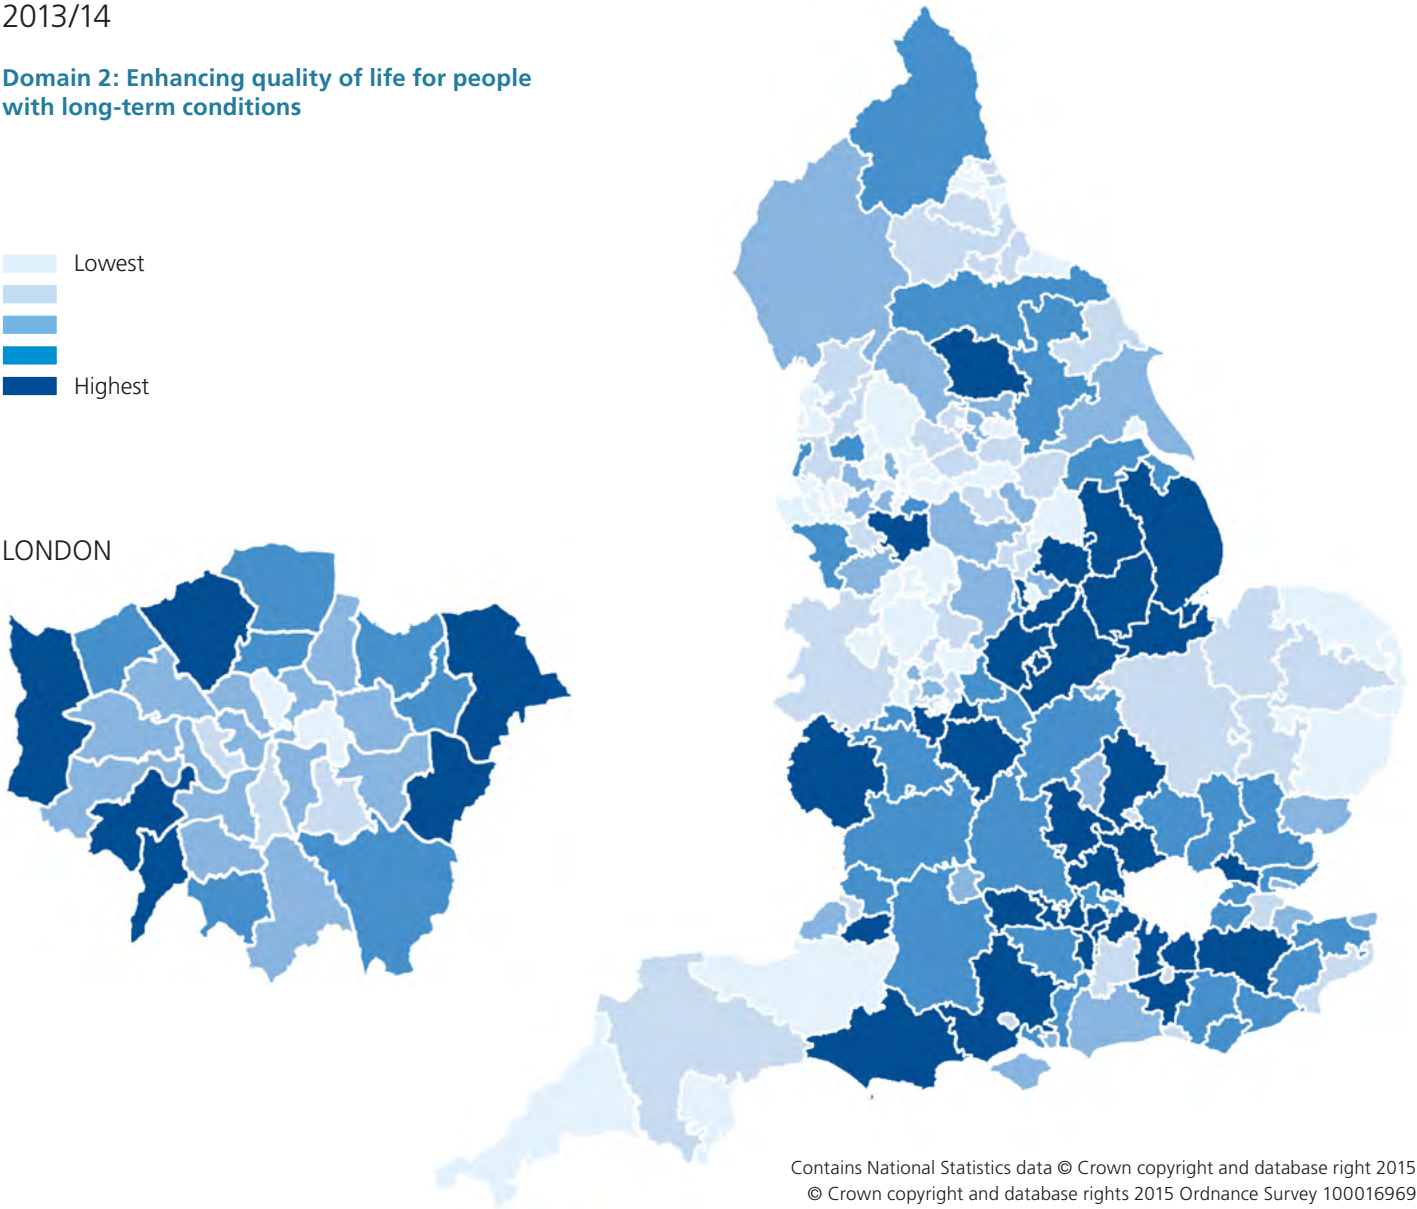 2013/14
Domain 2: Enhancing quality of life for people
with long-term conditions
Lowest
Highest
LONDON
Contains National Statistics data © Crown copyright and database right 2015
© Crown copyright and database rights 2015 Ordnance Survey 100016969